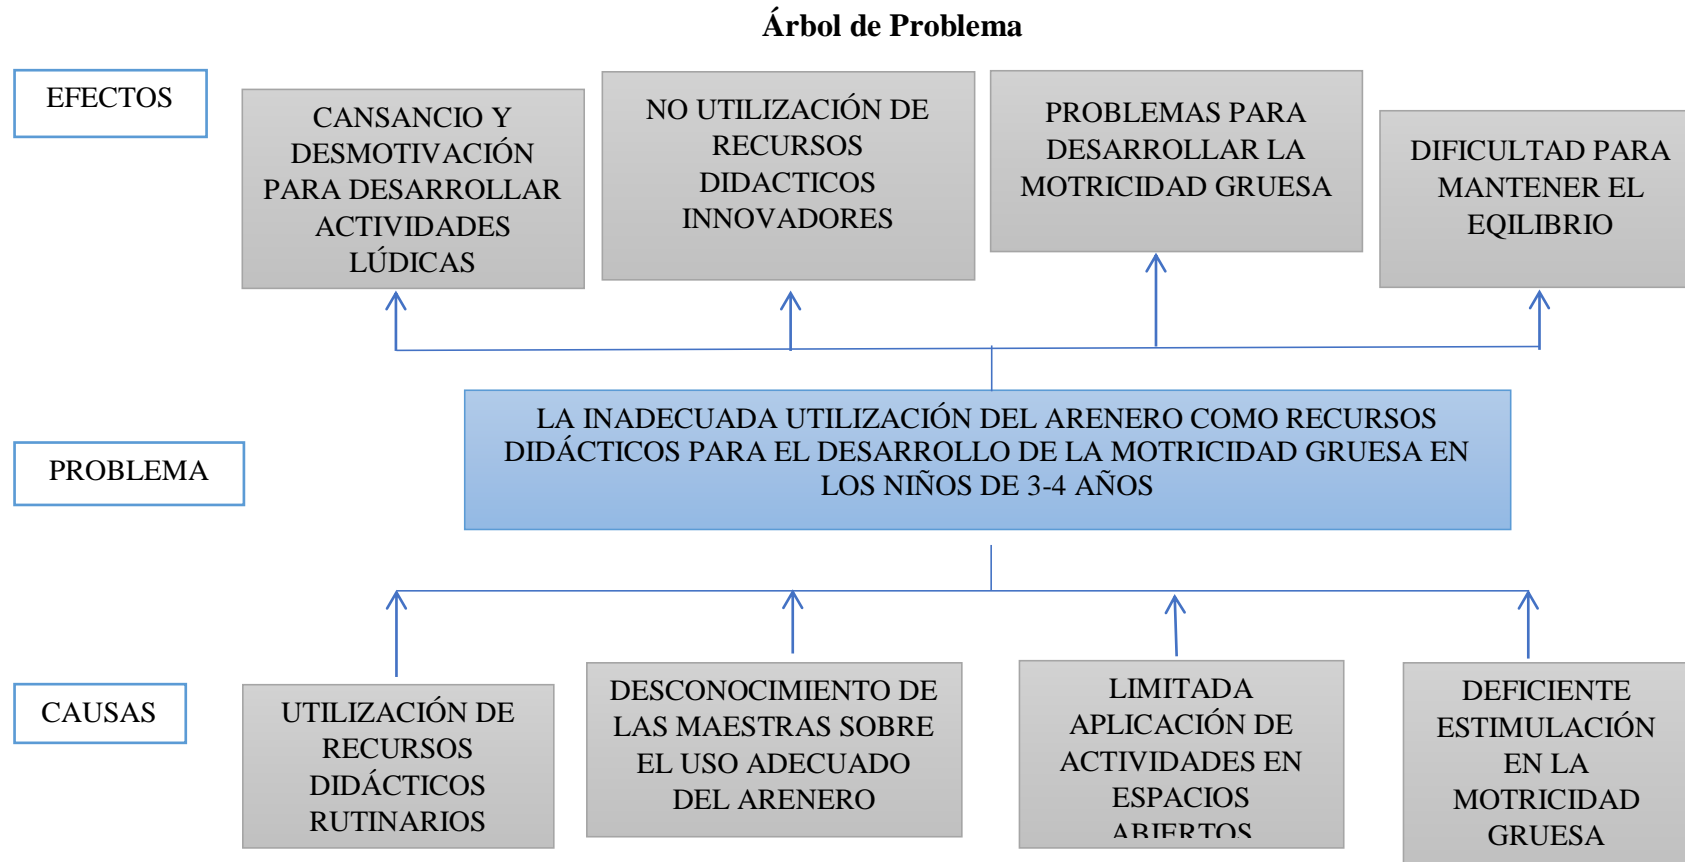 Árbol de Problema
EFECTOS
CANSANCIO Y
DESMOTIVACIÓN
PARA DESARROLLAR
ACTIVIDADES
LÚDICAS
NO UTILIZACIÓN DE
RECURSOS
DIDACTICOS
INNOVADORES
PROBLEMAS PARA
DESARROLLAR LA
MOTRICIDAD GRUESA
DIFICULTAD PARA
MANTENER EL
EQILIBRIO
PROBLEMA
LA INADECUADA UTILIZACIÓN DEL ARENERO COMO RECURSOS
DIDÁCTICOS PARA EL DESARROLLO DE LA MOTRICIDAD GRUESA EN
LOS NIÑOS DE 3-4 AÑOS
CAUSAS
UTILIZACIÓN DE
RECURSOS
DIDÁCTICOS
RUTINARIOS
DESCONOCIMIENTO DE
LAS MAESTRAS SOBRE
EL USO ADECUADO
DEL ARENERO
LIMITADA
APLICACIÓN DE
ACTIVIDADES EN
ESPACIOS
ABIERTOS
DEFICIENTE
ESTIMULACIÓN
EN LA
MOTRICIDAD
GRUESA